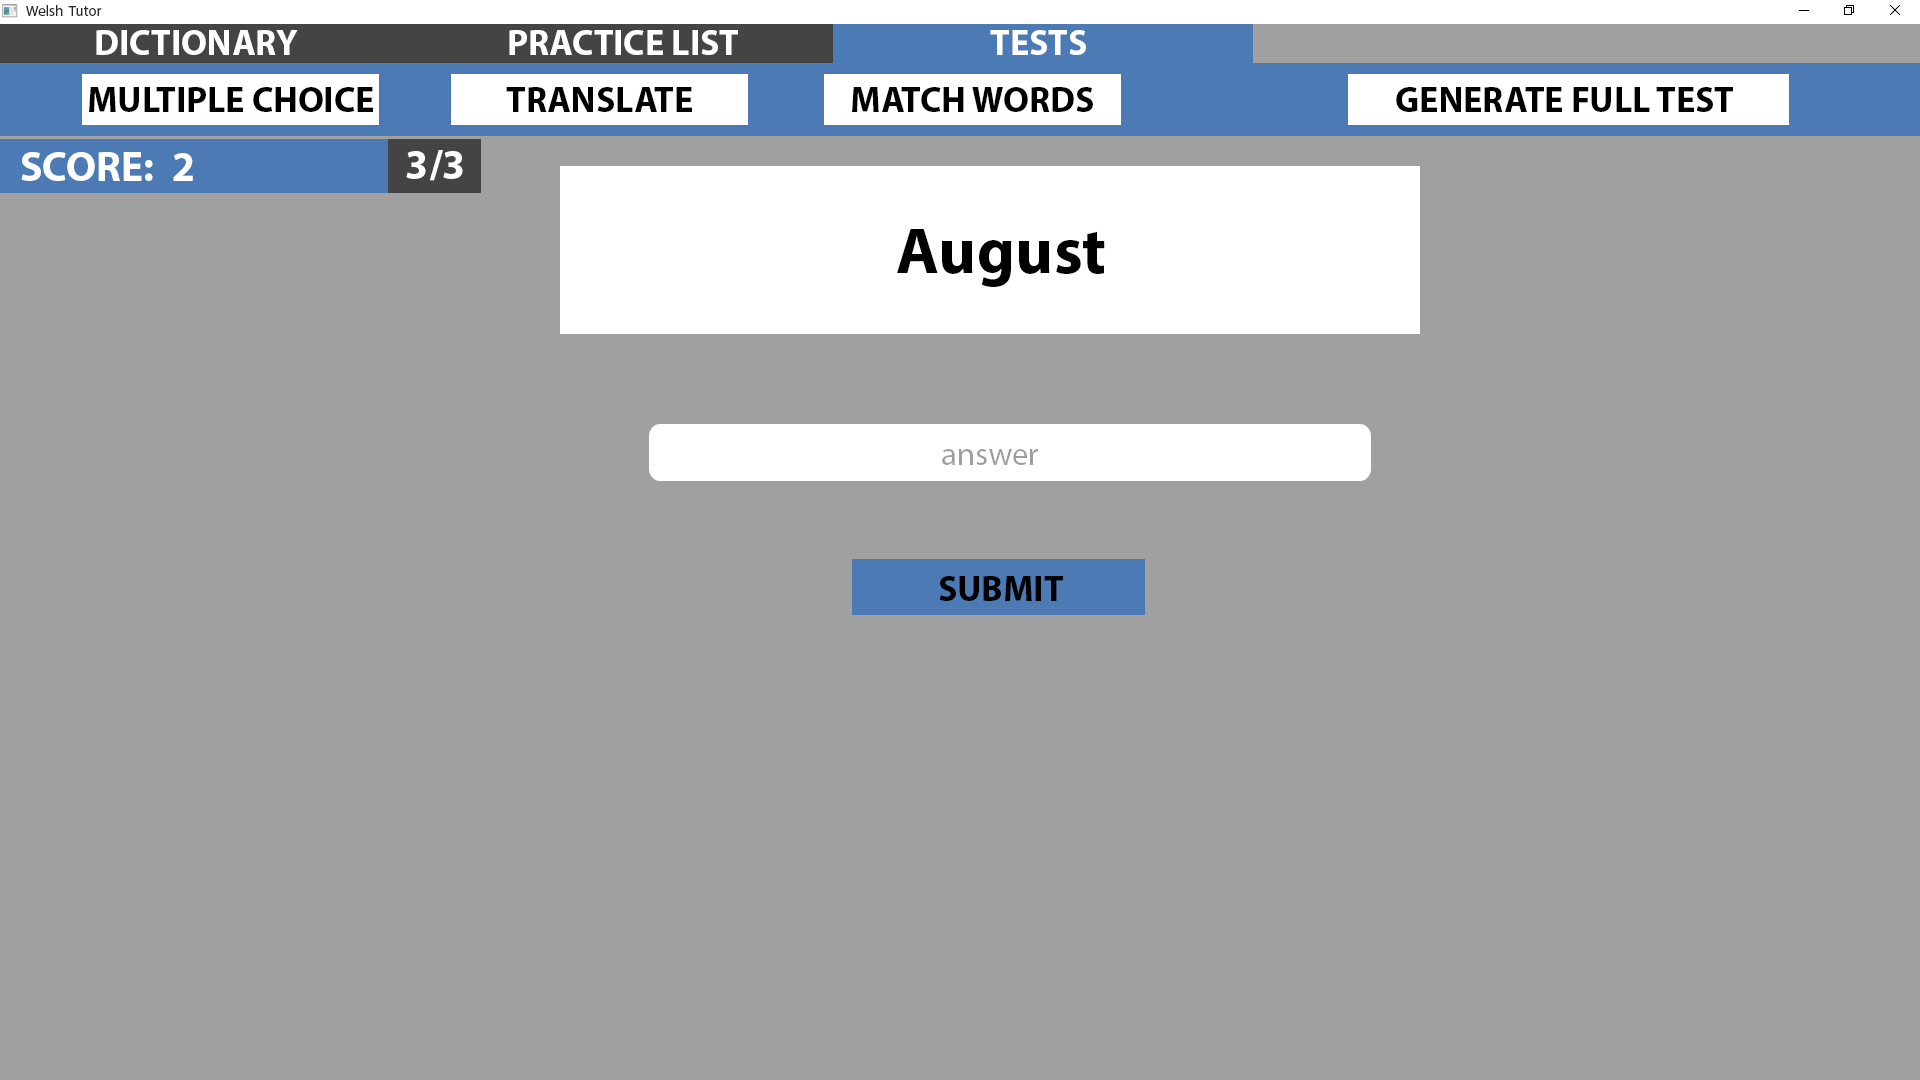 Welsh Tutor
DICTIONARY PRACTICE LIST TESTS
MULTIPLE CHOICE TRANSLATE MATCH WORDS GENERATE FULL TEST
SCORE: 2 3/3
August
answer
SUBMIT